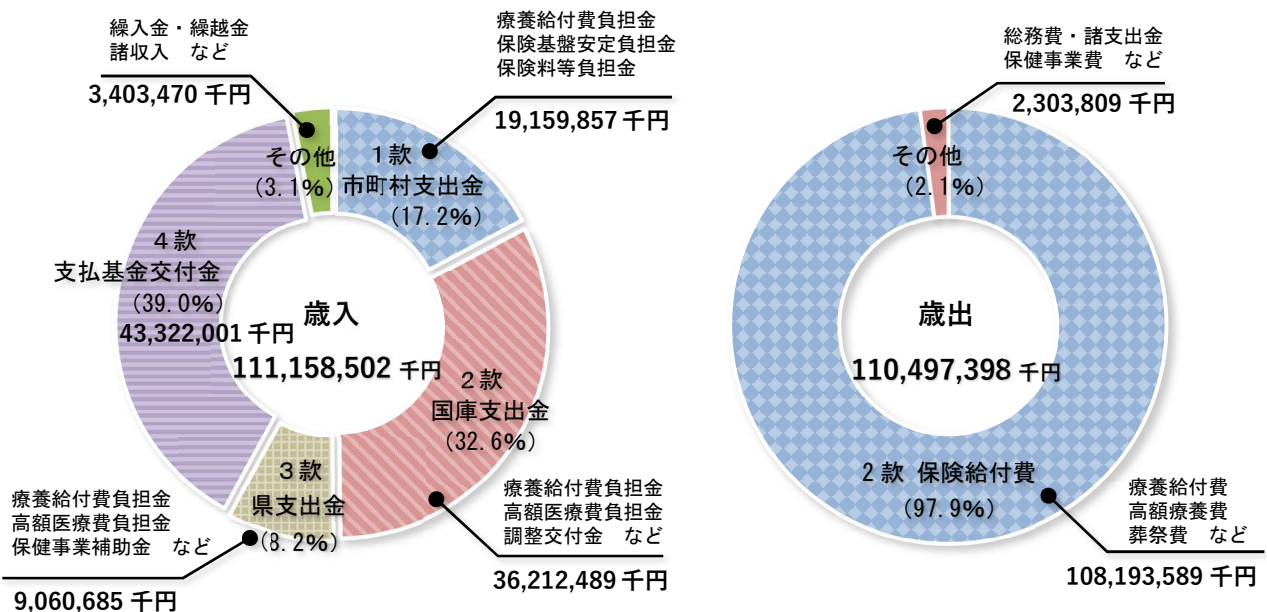 繰入金・繰越金
諸収入　など
3,403,470 千円
療養給付費負担金
保険基盤安定負担金
保険料等負担金
19,159,857 千円
その他
(3.1%)
１款
市町村支出金
(17.2%)
４款
支払基金交付金
(39.0%)
43,322,001 千円
歳入
111,158,502 千円
２款
国庫支出金
(32.6%)
３款
県支出金
(8.2%)
療養給付費負担金
高額医療費負担金
保健事業補助金　など
9,060,685 千円
療養給付費負担金
高額医療費負担金
調整交付金　など
36,212,489 千円
総務費・諸支出金
保健事業費　など
2,303,809 千円
その他
(2.1%)
歳出
110,497,398 千円
２款 保険給付費
(97.9%)
療養給付費
高額療養費
葬祭費　など
108,193,589 千円